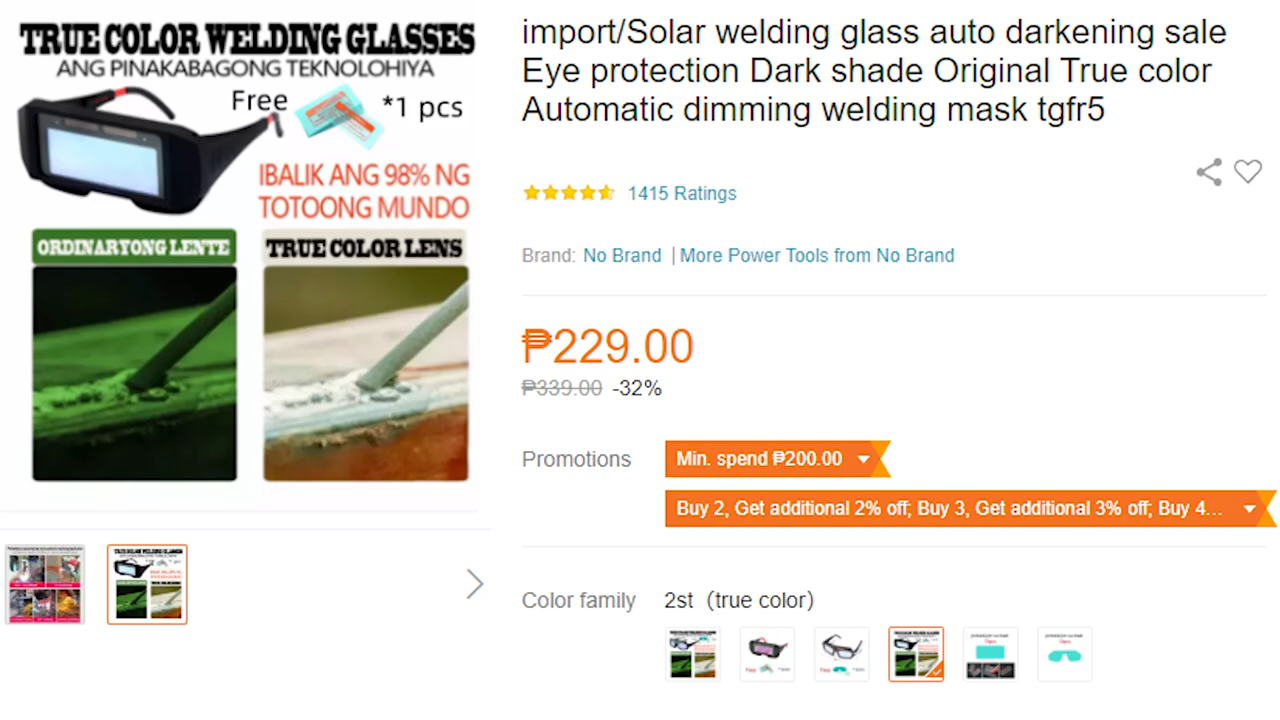 TRUE COLOR WELDING GLASSES
ANG PINAKABAGONG TEKNOLOHIYA
Free *1 pcs
IBALIK ANG 98% NG
TOTOONG MUNDO
ORDINARYONG LENTE
TRUE COLOR LENS
import/Solar welding glass auto darkening sale
Eye protection Dark shade Original True color
Automatic dimming welding mask tgfr5
1415 Ratings
Brand: No Brand | More Power Tools from No Brand
₱229.00
₱339.00 -32%
Promotions
Min. spend ₱200.00
Buy 2, Get additional 2% off; Buy 3, Get additional 3% off; Buy 4...
Color family 2st（true color）
TRUE COLOR WELDING GLASSES